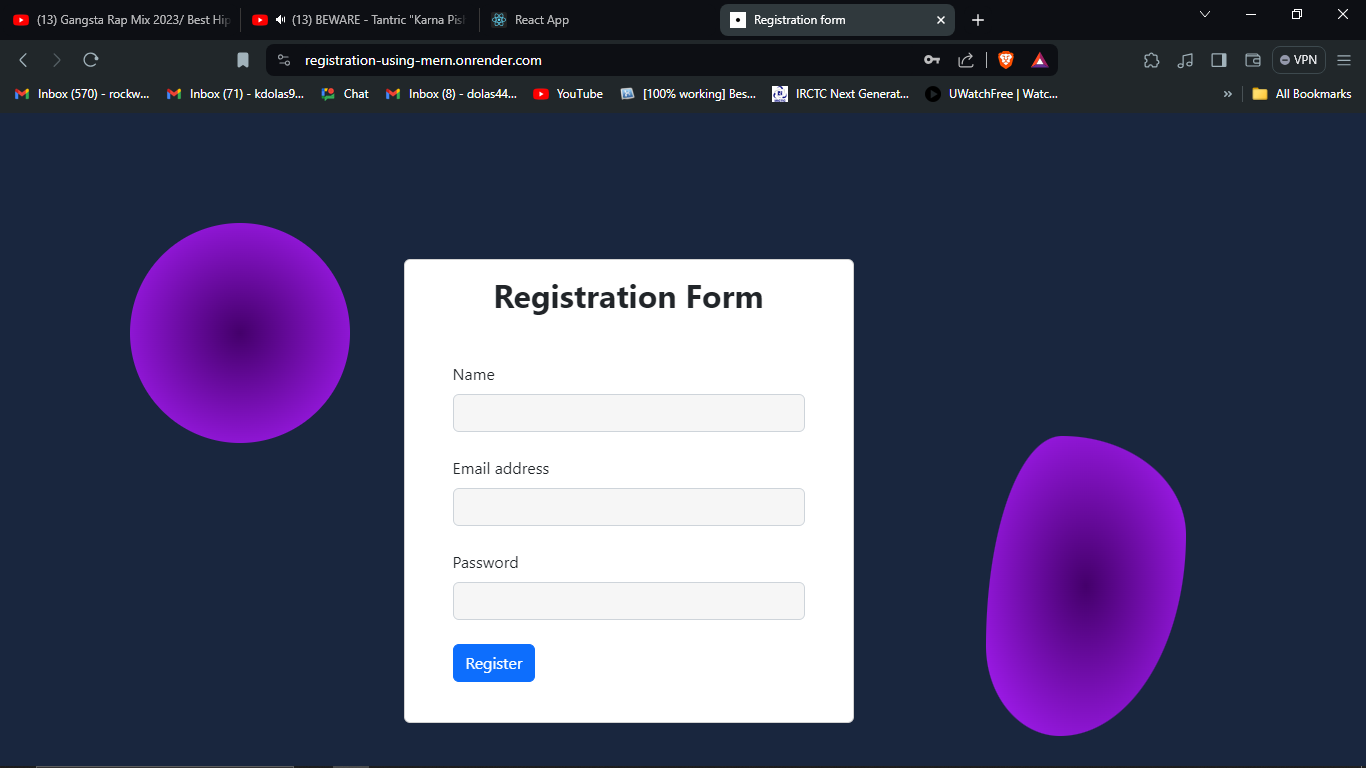 (13) Gangsta Rap Mix 2023/ Best Hip
(13) BEWARE - Tantric "Karna Pish
React App
Registration form
registration-using-mern.onrender.com
VPN
Inbox (570) - rockw...
Inbox (71) - kdolas9...
Chat
Inbox (8) - dolas44...
YouTube
[100% working] Bes...
IRCTC Next Generat...
UWatchFree | Watc...
»
All Bookmarks
Registration Form
Name
Email address
Password
Register